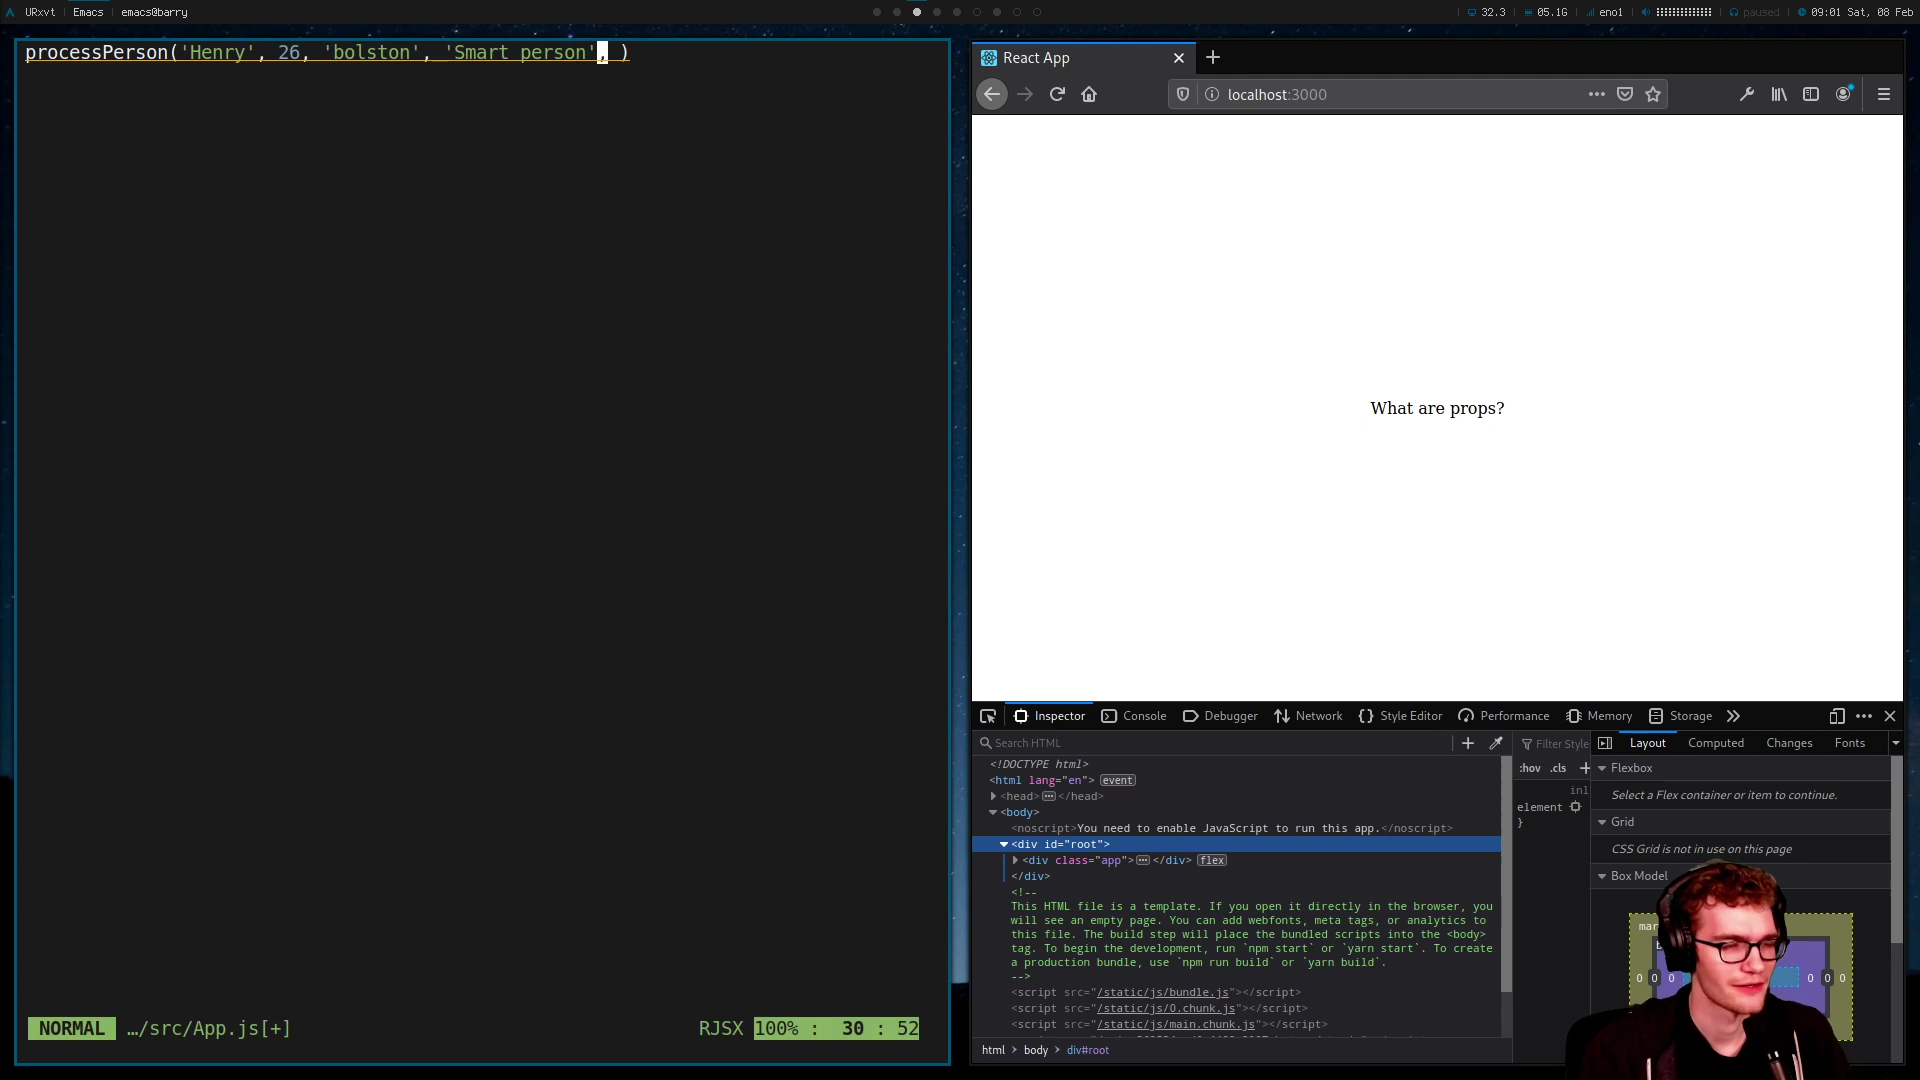 URxvt Emacs emacs@barry 32.3 05.1G eno1 paused 09:01 Sat, 08 Feb
processPerson('Henry', 26, 'bolston', 'Smart person', )
NORMAL …/src/App.js[+] RJSX 100% : 30 : 52
React App
localhost:3000
What are props?
Inspector Console Debugger Network Style Editor Performance Memory Storage
Search HTML
Filter Style
Layout Computed Changes Fonts
:hov .cls
Flexbox
Select a Flex container or item to continue.
Grid
CSS Grid is not in use on this page
Box Model
mar
0 0 0 0 0 0
inl
element
}
<!DOCTYPE html>
<html lang="en"> event
<head> </head>
<body>
<noscript>You need to enable JavaScript to run this app.</noscript>
<div id="root">
<div class="app"> </div> flex
</div>
<!--
This HTML file is a template. If you open it directly in the browser, you
will see an empty page. You can add webfonts, meta tags, or analytics to
this file. The build step will place the bundled scripts into the <body>
tag. To begin the development, run `npm start` or `yarn start`. To create
a production bundle, use `npm run build` or `yarn build`.
-->
<script src="/static/js/bundle.js"></script>
<script src="/static/js/0.chunk.js"></script>
<script src="/static/js/main.chunk.js"></script>
html > body > div#root